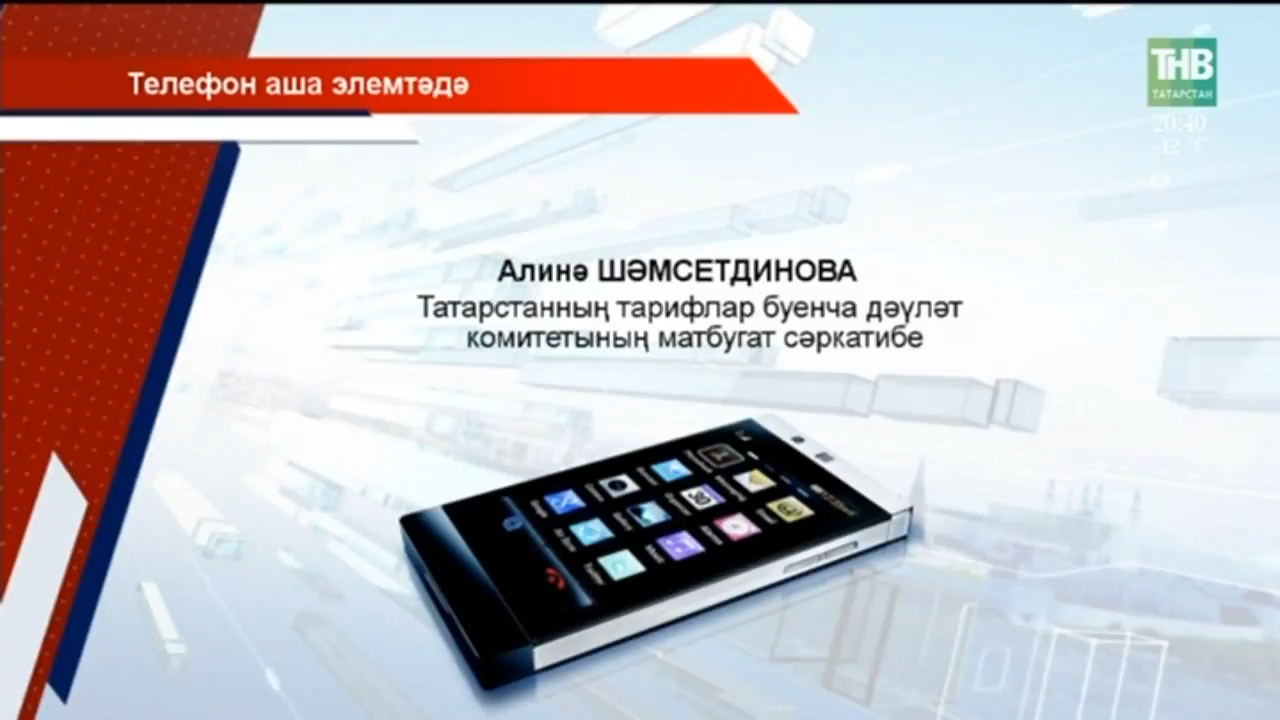 Телефон аша элемтәдә
ТНВ
ТАТАРСТАН
20:40
-12 °C
Алинә ШӘМСЕТДИНОВА
Татарстанның тарифлар буенча дәүләт
комитетының матбугат сәркатибе